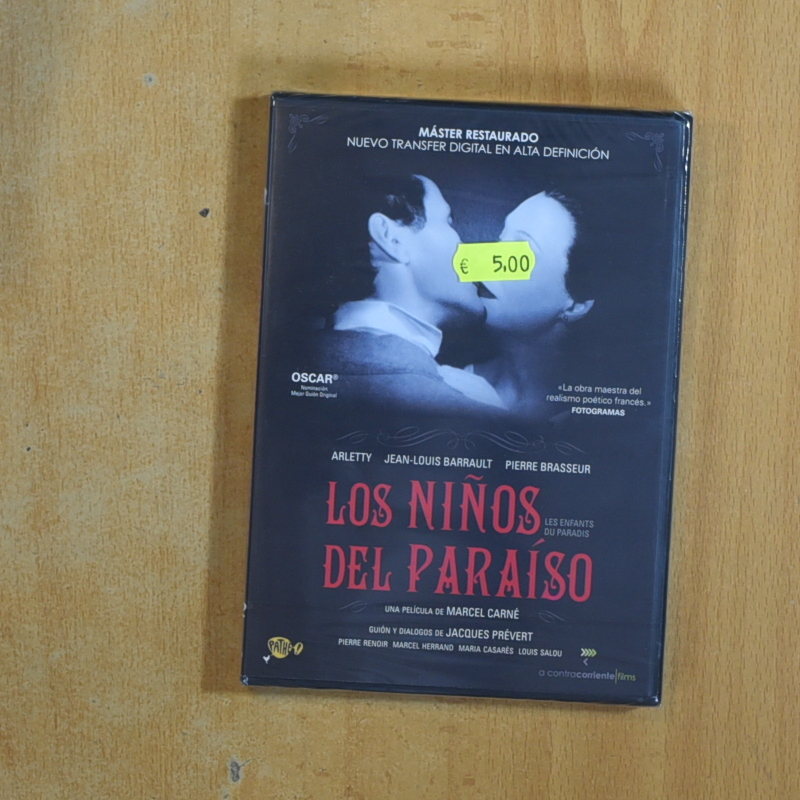 MÁSTER RESTAURADO
NUEVO TRANSFER DIGITAL EN ALTA DEFINICIÓN
€ 5,00
OSCAR®
Nominación
Mejor Guión Original
«La obra maestra del
realismo poético francés.»
FOTOGRAMAS
ARLETTY JEAN-LOUIS BARRAULT PIERRE BRASSEUR
LOS NIÑOS
LES ENFANTS
DU PARADIS
DEL PARAÍSO
UNA PELÍCULA DE MARCEL CARNÉ
GUIÓN Y DIALOGOS DE JACQUES PRÉVERT
PIERRE RENOIR MARCEL HERRAND MARIA CASARÉS LOUIS SALOU
PATHÉ!
a contracorriente films